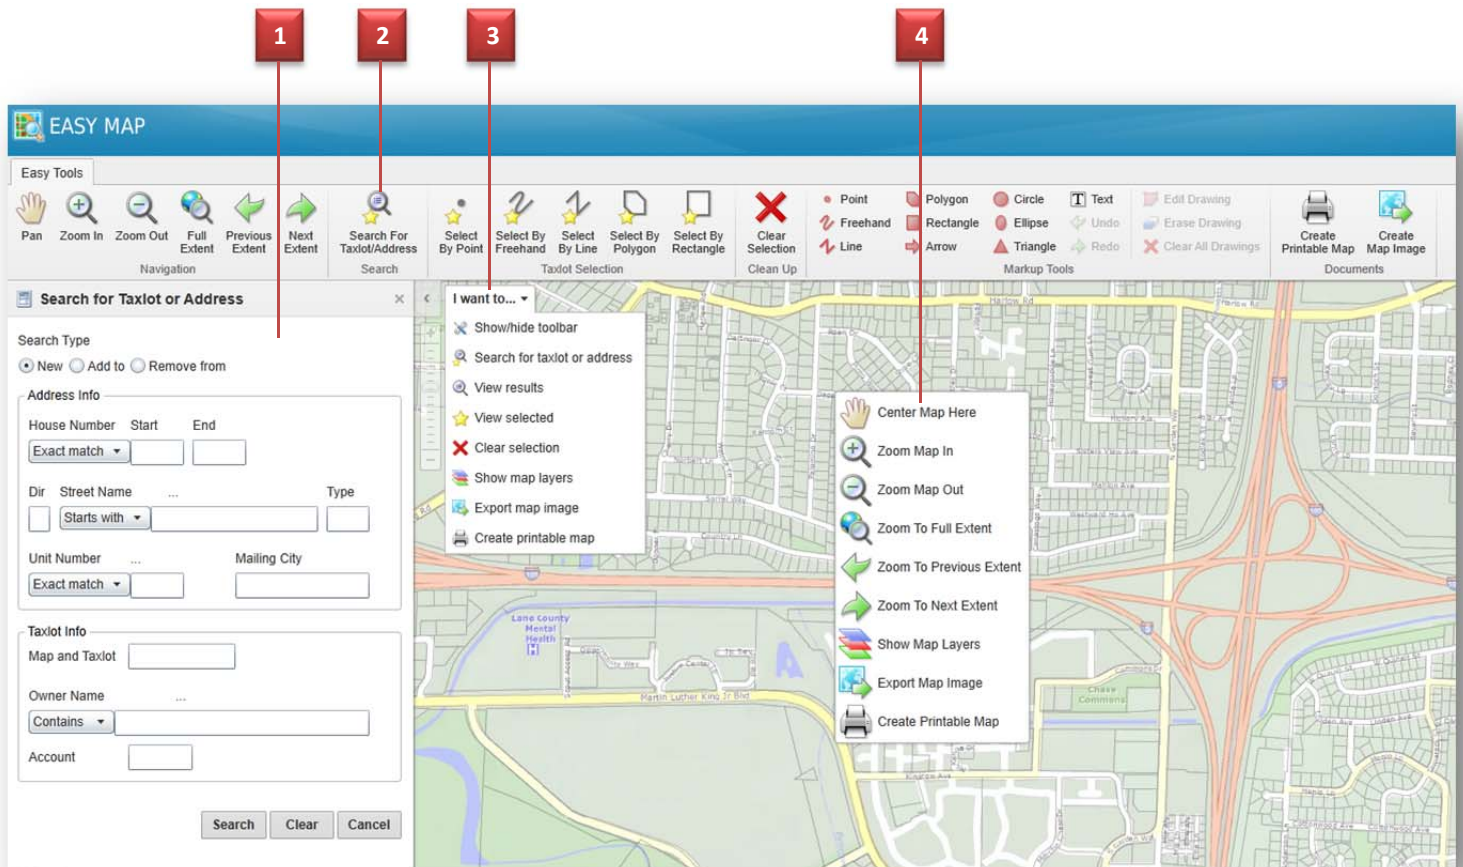 1 2 3 4
EASY MAP
Easy Tools
Pan Zoom In Zoom Out Full Extent Previous Extent Next Extent
Navigation
Search For Taxlot/Address
Search
Select By Point Select By Freehand Select By Line Select By Polygon Select By Rectangle
Taxlot Selection
Clear Selection
Clean Up
Point Polygon Circle T Text Edit Drawing
Freehand Rectangle Ellipse Undo Erase Drawing
Line Arrow Triangle Redo Clear All Drawings
Markup Tools
Create Printable Map Create Map Image
Documents
Search for Taxlot or Address
Search Type
New Add to Remove from
Address Info
House Number Start End
Exact match
Dir Street Name ... Type
Starts with
Unit Number ... Mailing City
Exact match
Taxlot Info
Map and Taxlot
Owner Name ...
Contains
Account
Search Clear Cancel
I want to...
Show/hide toolbar
Search for taxlot or address
View results
View selected
Clear selection
Show map layers
Export map image
Create printable map
Center Map Here
Zoom Map In
Zoom Map Out
Zoom To Full Extent
Zoom To Previous Extent
Zoom To Next Extent
Show Map Layers
Export Map Image
Create Printable Map
Harlow Rd
Lane County
Mental
Health
H
Martin Luther King Jr Blvd
Chase
Commons